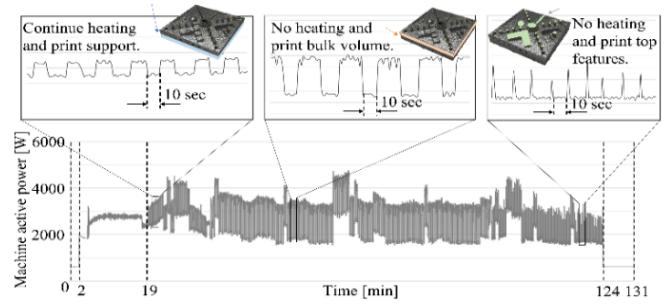 Continue heating
and print support.
10 sec
No heating and
print bulk volume.
10 sec
No heating
and print top
features.
10 sec
Machine active power [W]
6000
4000
2000
0
2
19
Time [min]
124
131